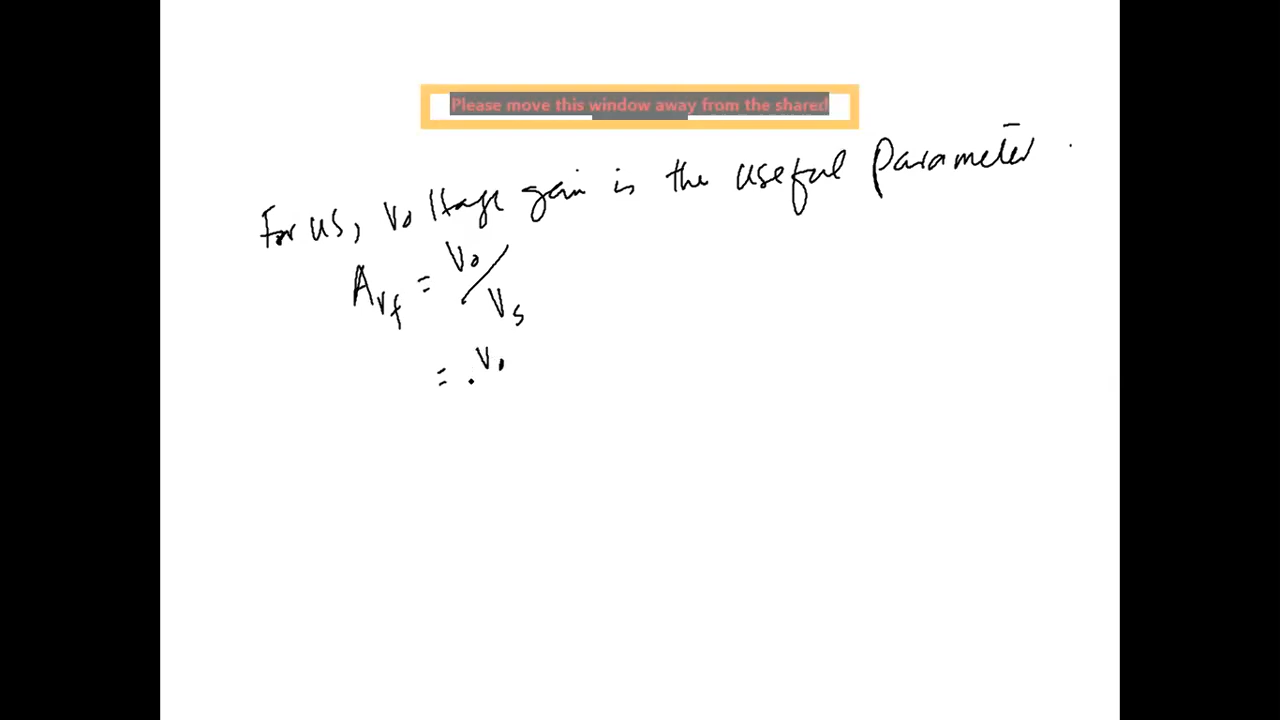 Please move this window away from the shared
For us, Voltage gain is the useful Parameter.
Avf = Vo/Vs
= Vo